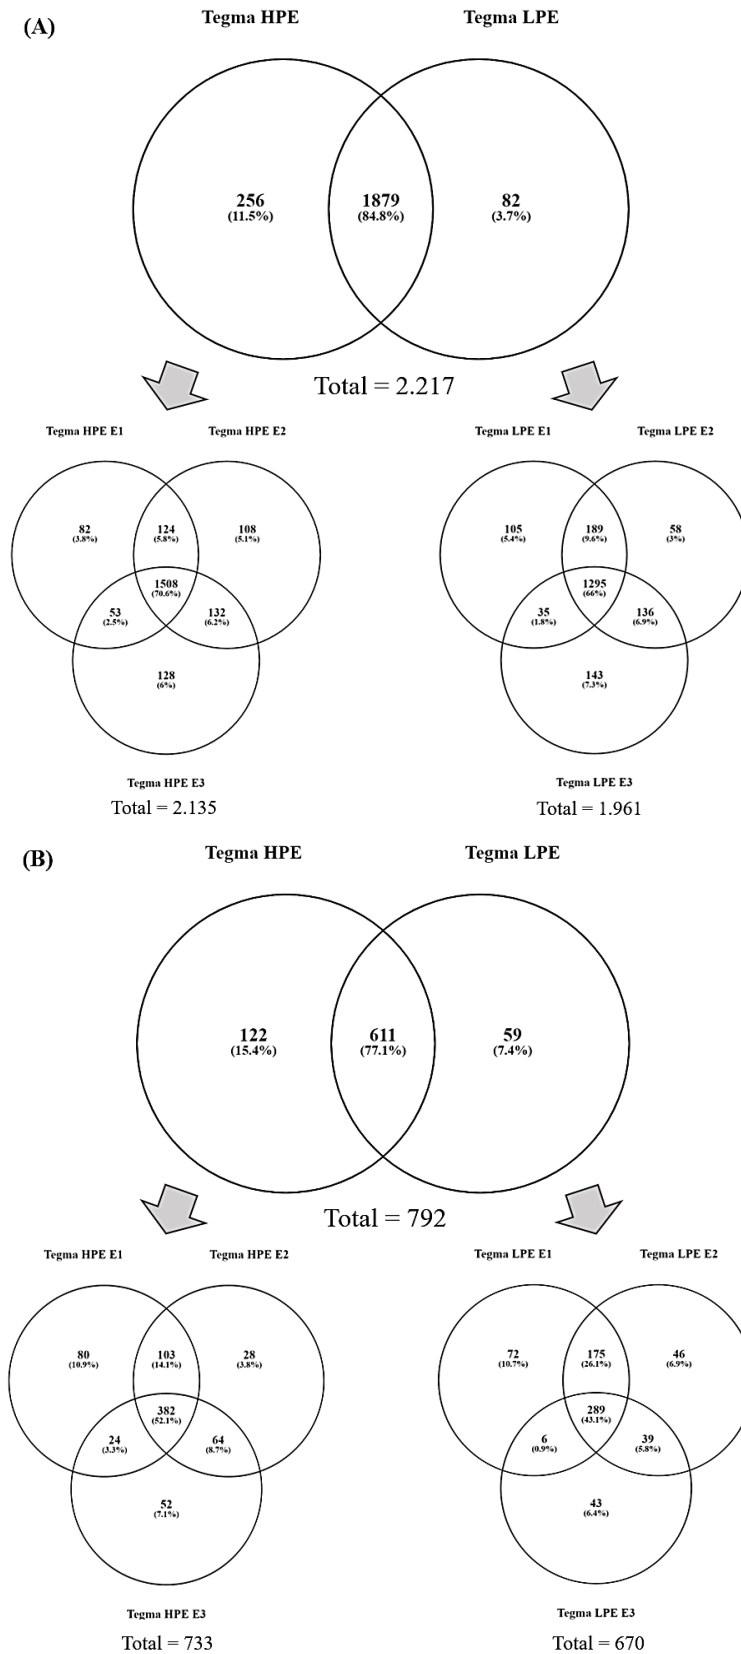 (A)
Tegma HPE Tegma LPE
256 1879 82
(11.5%) (84.8%) (3.7%)
Total = 2.217
Tegma HPE E1 Tegma HPE E2 Tegma LPE E1 Tegma LPE E2
82 124 108 105 189 58
(3.8%) (5.8%) (5.1%) (5.4%) (9.6%) (3%)
1508 1295
(70.6%) (66%)
53 132 35 136
(2.5%) (6.2%) (1.8%) (6.9%)
128 143
(6%) (7.3%)
Tegma HPE E3 Tegma LPE E3
Total = 2.135 Total = 1.961
(B)
Tegma HPE Tegma LPE
122 611 59
(15.4%) (77.1%) (7.4%)
Total = 792
Tegma HPE E1 Tegma HPE E2 Tegma LPE E1 Tegma LPE E2
80 103 28 72 175 46
(10.9%) (14.1%) (3.8%) (10.7%) (26.1%) (6.9%)
382 289
(52.1%) (43.1%)
24 64 6 39
(3.3%) (8.7%) (0.9%) (5.8%)
52 43
(7.1%) (6.4%)
Tegma HPE E3 Tegma LPE E3
Total = 733 Total = 670